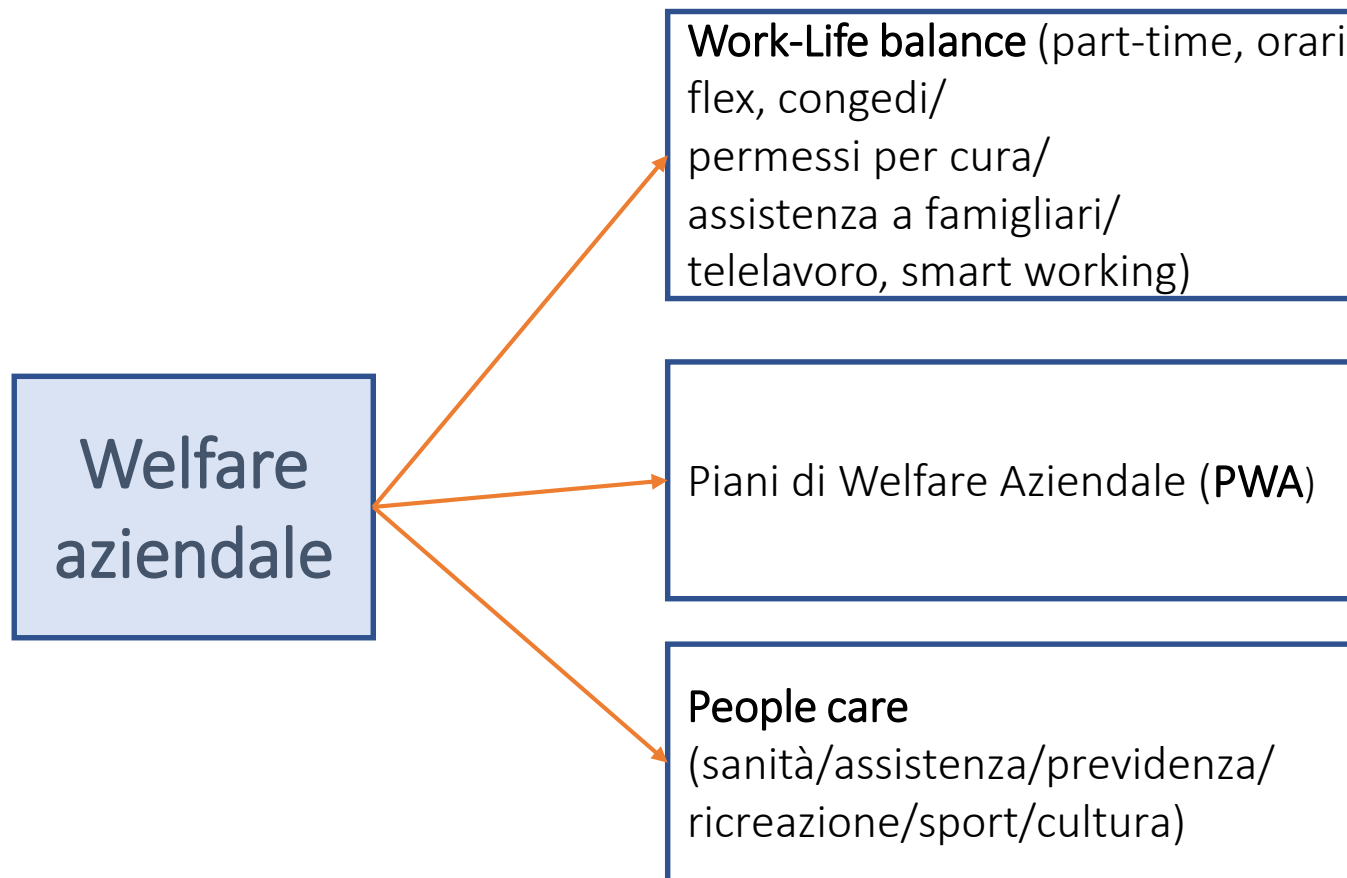 Work-Life balance (part-time, orari
flex, congedi/
permessi per cura/
assistenza a famigliari/
telelavoro, smart working)
Welfare
aziendale
Piani di Welfare Aziendale (PWA)
People care
(sanità/assistenza/previdenza/
ricreazione/sport/cultura)